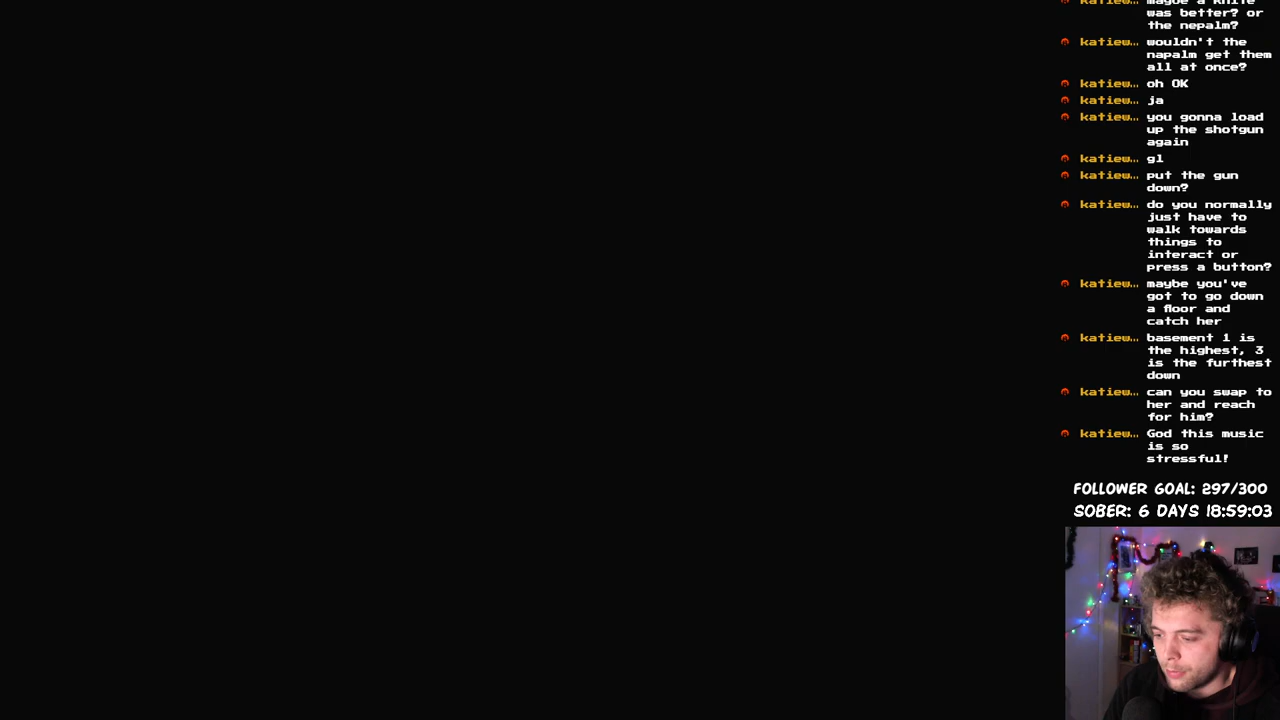 katiew... maybe a knife
was better? or
the nepalm?
katiew... wouldn't the
napalm get them
all at once?
katiew... oh OK
katiew... ja
katiew... you gonna load
up the shotgun
again
katiew... gl
katiew... put the gun
down?
katiew... do you normally
just have to
walk towards
things to
interact or
press a button?
katiew... maybe you've
got to go down
a floor and
catch her
katiew... basement 1 is
the highest, 3
is the furthest
down
katiew... can you swap to
her and reach
for him?
katiew... God this music
is so
stressful!
FOLLOWER GOAL: 297/300
SOBER: 6 DAYS 18:59:03